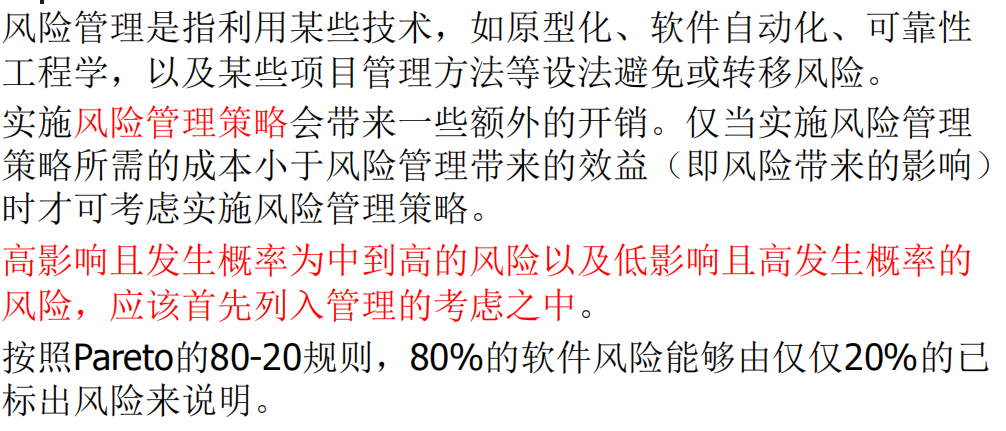 风险管理是指利用某些技术，如原型化、软件自动化、可靠性
工程学，以及某些项目管理方法等设法避免或转移风险。
实施风险管理策略会带来一些额外的开销。仅当实施风险管理
策略所需的成本小于风险管理带来的效益（即风险带来的影响）
时才可考虑实施风险管理策略。
高影响且发生概率为中到高的风险以及低影响且高发生概率的
风险，应该首先列入管理的考虑之中。
按照Pareto的80-20规则，80%的软件风险能够由仅仅20%的已
标出风险来说明。